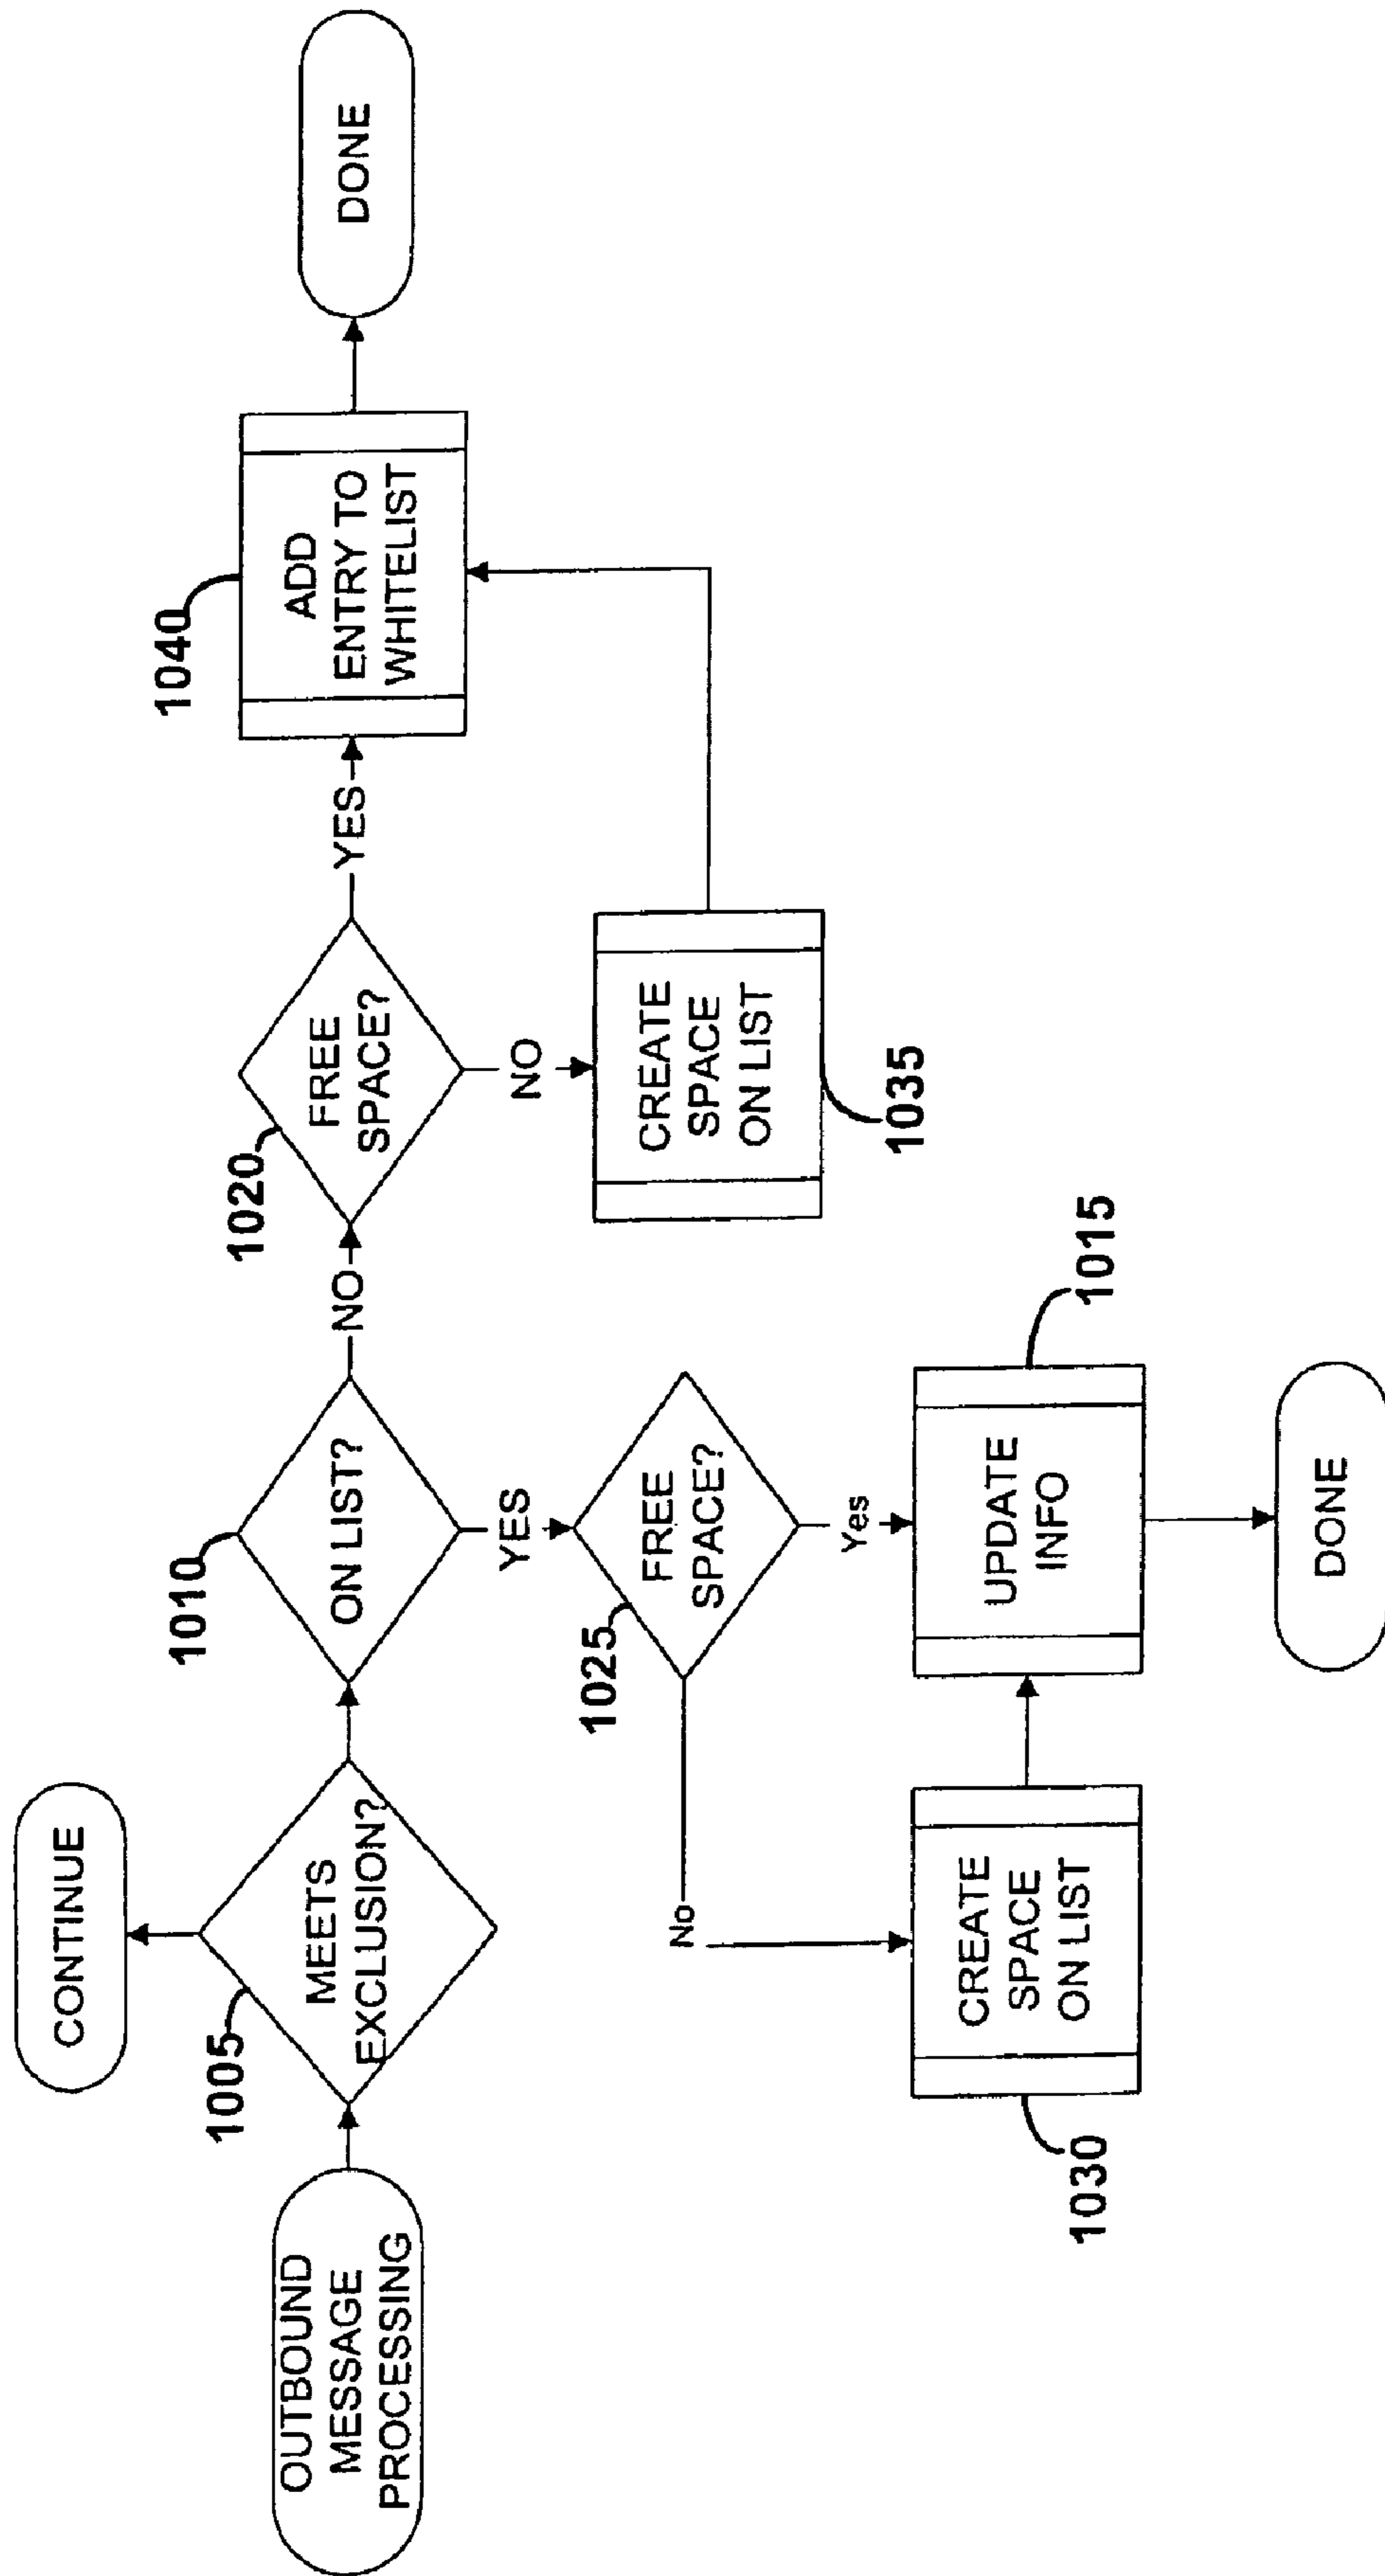 CONTINUE
OUTBOUND
MESSAGE
PROCESSING
1005
MEETS
EXCLUSION?
1010
ON LIST?
NO
1020
FREE
SPACE?
YES
1040
ADD
ENTRY TO
WHITELIST
DONE
YES
NO
1025
FREE
SPACE?
CREATE
SPACE
ON LIST
1035
No
Yes
1030
CREATE
SPACE
ON LIST
UPDATE
INFO
1015
DONE